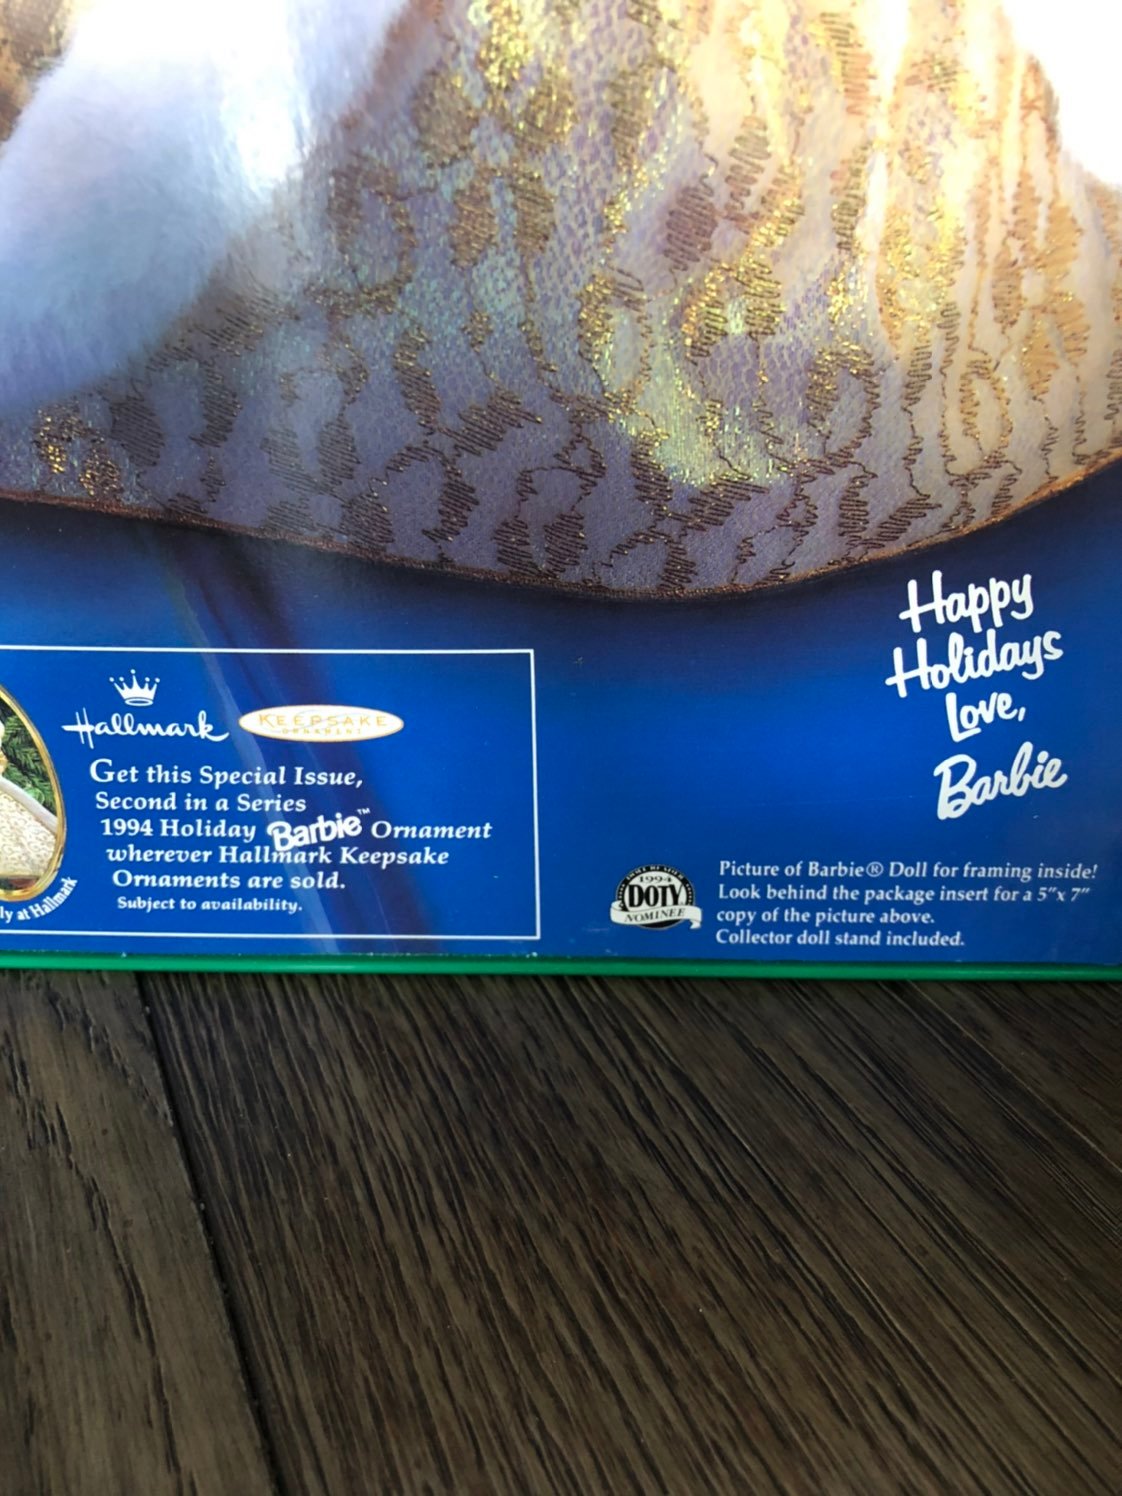 Happy
Holidays
Love,
Barbie
Hallmark
KEEPSAKE
ORNAMENT
Get this Special Issue,
Second in a Series
1994 Holiday Barbie™ Ornament
wherever Hallmark Keepsake
Ornaments are sold.
Subject to availability.
ly at Hallmark
1994
DOTY
NOMINEE
Picture of Barbie® Doll for framing inside!
Look behind the package insert for a 5"x 7"
copy of the picture above.
Collector doll stand included.